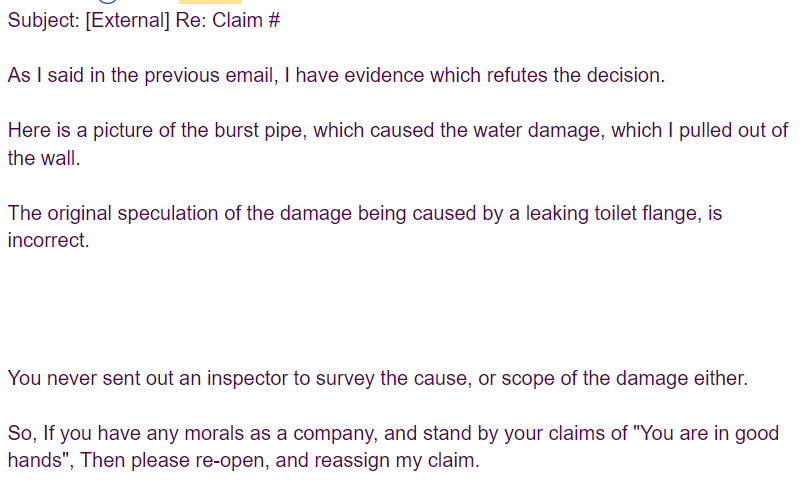 Subject: [External] Re: Claim #
As I said in the previous email, I have evidence which refutes the decision.
Here is a picture of the burst pipe, which caused the water damage, which I pulled out of
the wall.
The original speculation of the damage being caused by a leaking toilet flange, is
incorrect.
You never sent out an inspector to survey the cause, or scope of the damage either.
So, If you have any morals as a company, and stand by your claims of "You are in good
hands", Then please re-open, and reassign my claim.